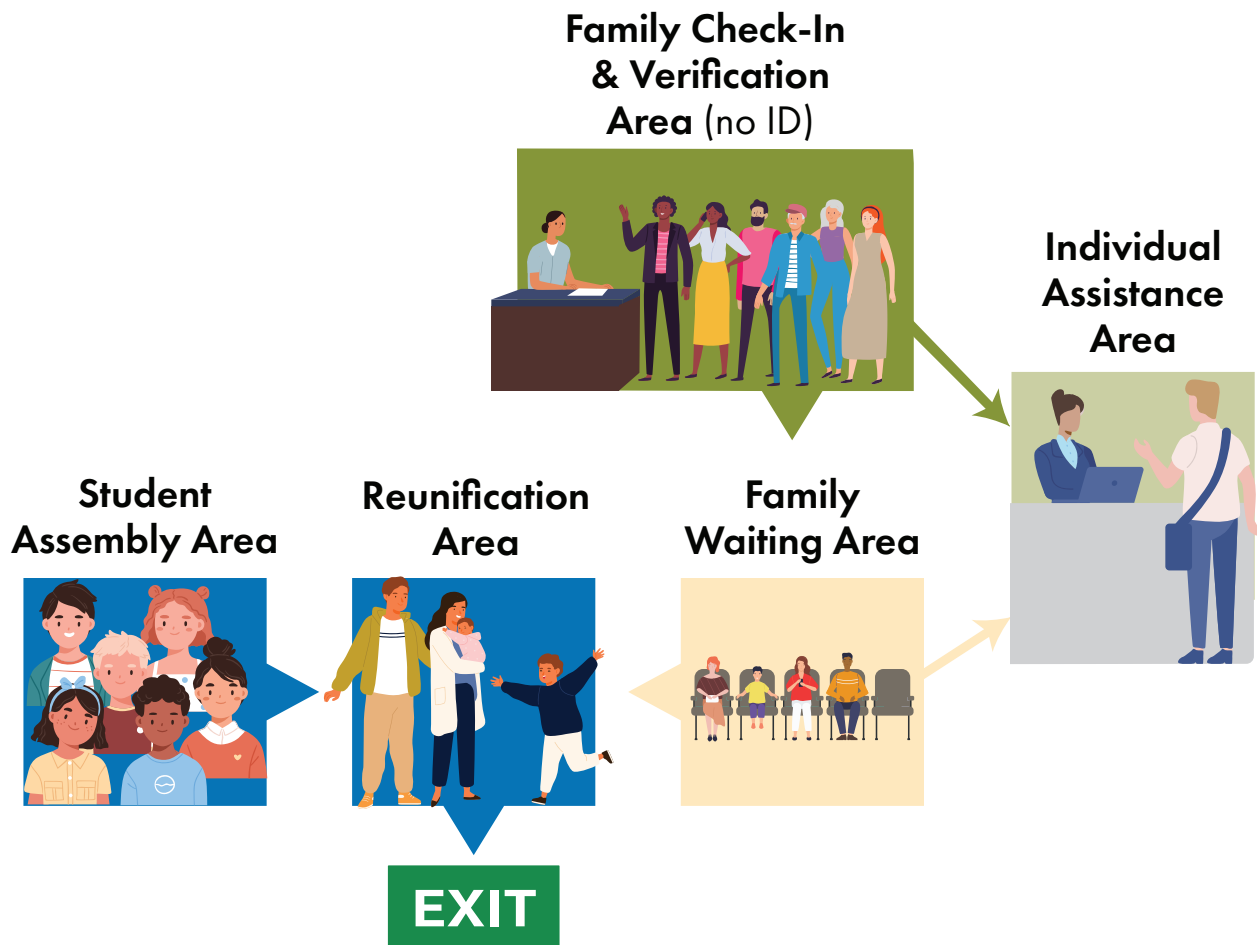 Family Check-In
& Verification
Area (no ID)
Individual
Assistance
Area
Student
Assembly Area
Reunification
Area
Family
Waiting Area
EXIT